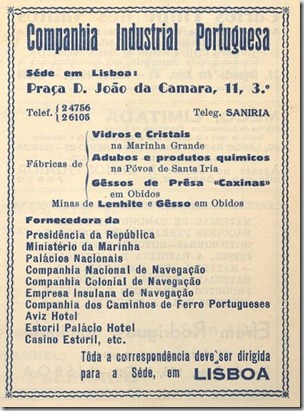 Companhia Industrial Portuguesa
Séde em Lisboa:
Praça D. João da Camara, 11, 3.º
Telef. { 24756
26105
Teleg. SANIRIA
Fábricas de
Vidros e Cristais
na Marinha Grande
Adubos e produtos quimicos
na Póvoa de Santa Iria
Gêssos de Prêsa «Caxinas»
em Obidos
Minas de Lenhite e Gêsso em Obidos
Fornecedora da
Presidência da República
Ministério da Marinha
Palácios Nacionais
Companhia Nacional de Navegação
Companhia Colonial de Navegação
Empresa Insulana de Navegação
Companhia dos Caminhos de Ferro Portugueses
Aviz Hotel
Estoril Palácio Hotel
Casino Estoril, etc.
Tôda a correspondência deve ser dirigida
para a Séde, em LISBOA